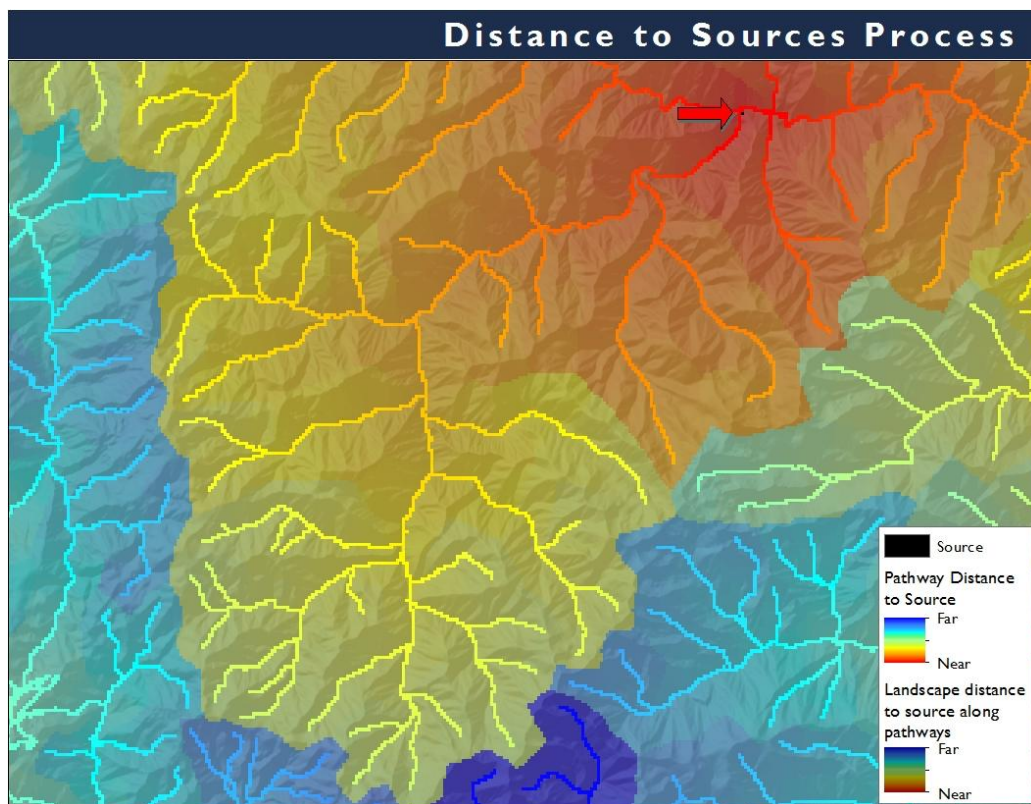 Distance to Sources Process
Source
Pathway Distance
to Source
Far
Near
Landscape distance
to source along
pathways
Far
Near